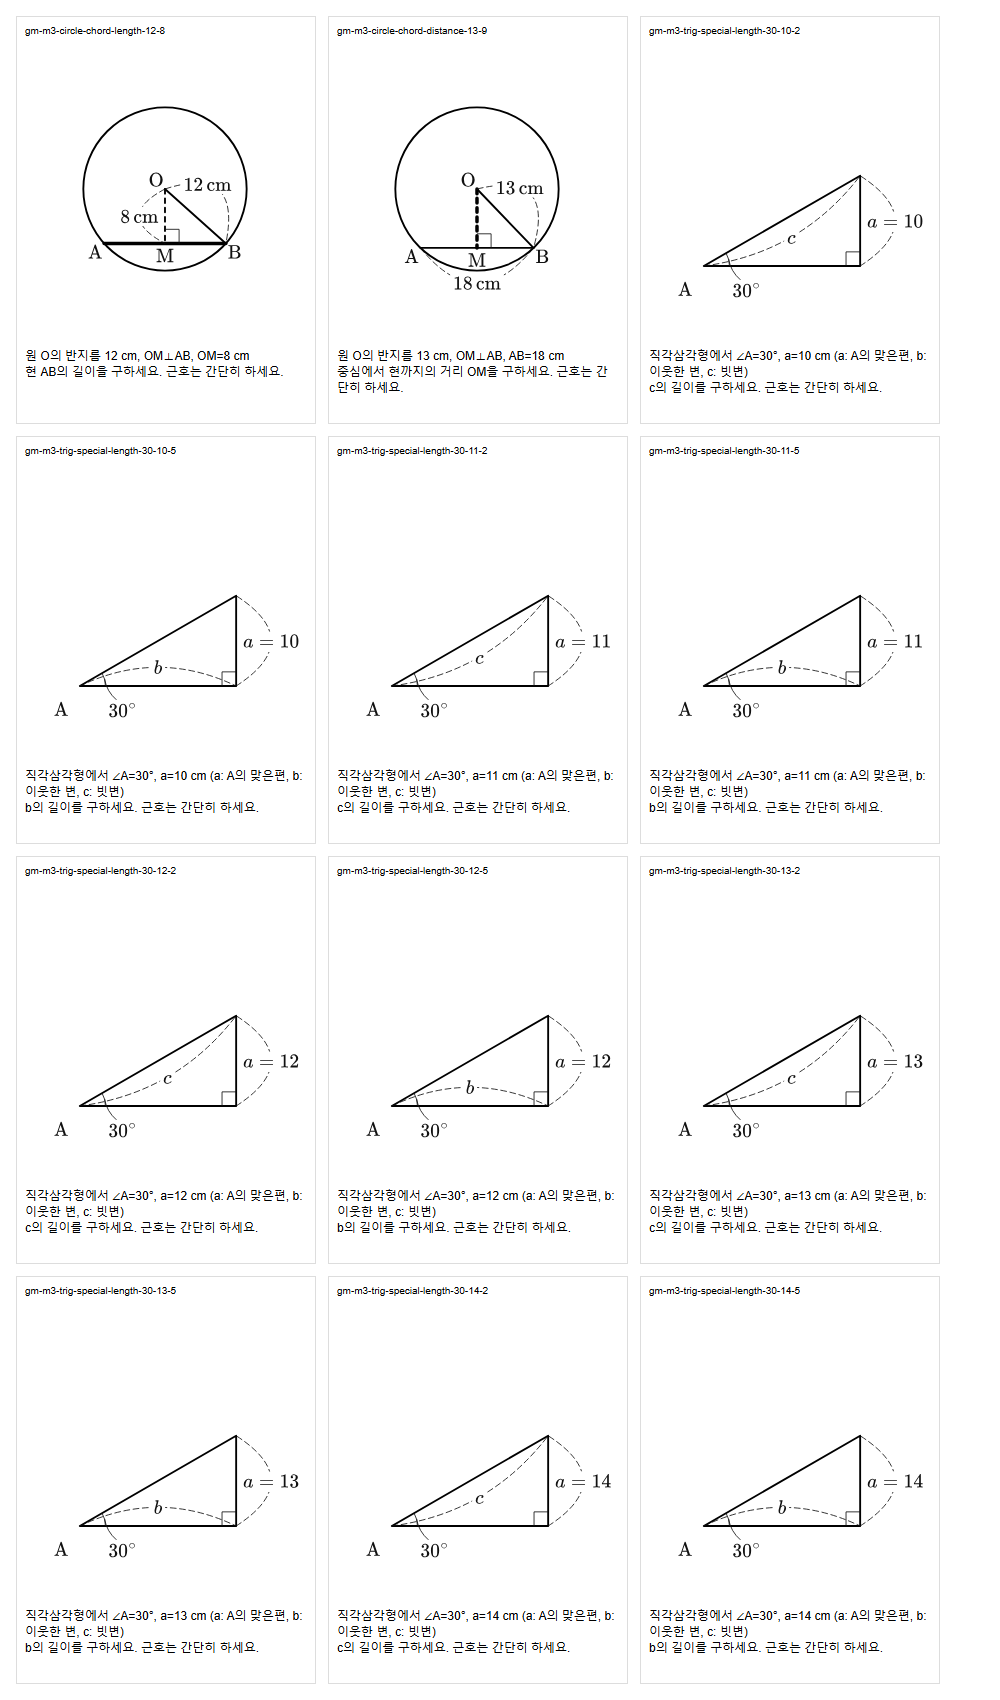 gm-m3-circle-chord-length-12-8
O
12 cm
8 cm
A
M
B
원 O의 반지름 12 cm, OM⊥AB, OM=8 cm
현 AB의 길이를 구하세요. 근호는 간단히 하세요.
gm-m3-circle-chord-distance-13-9
O
13 cm
A
M
B
18 cm
원 O의 반지름 13 cm, OM⊥AB, AB=18 cm
중심에서 현까지의 거리 OM을 구하세요. 근호는 간
단히 하세요.
gm-m3-trig-special-length-30-10-2
a = 10
c
A
30°
직각삼각형에서 ∠A=30°, a=10 cm (a: A의 맞은편, b:
이웃한 변, c: 빗변)
c의 길이를 구하세요. 근호는 간단히 하세요.
gm-m3-trig-special-length-30-10-5
a = 10
b
A
30°
직각삼각형에서 ∠A=30°, a=10 cm (a: A의 맞은편, b:
이웃한 변, c: 빗변)
b의 길이를 구하세요. 근호는 간단히 하세요.
gm-m3-trig-special-length-30-11-2
a = 11
c
A
30°
직각삼각형에서 ∠A=30°, a=11 cm (a: A의 맞은편, b:
이웃한 변, c: 빗변)
c의 길이를 구하세요. 근호는 간단히 하세요.
gm-m3-trig-special-length-30-11-5
a = 11
b
A
30°
직각삼각형에서 ∠A=30°, a=11 cm (a: A의 맞은편, b:
이웃한 변, c: 빗변)
b의 길이를 구하세요. 근호는 간단히 하세요.
gm-m3-trig-special-length-30-12-2
a = 12
c
A
30°
직각삼각형에서 ∠A=30°, a=12 cm (a: A의 맞은편, b:
이웃한 변, c: 빗변)
c의 길이를 구하세요. 근호는 간단히 하세요.
gm-m3-trig-special-length-30-12-5
a = 12
b
A
30°
직각삼각형에서 ∠A=30°, a=12 cm (a: A의 맞은편, b:
이웃한 변, c: 빗변)
b의 길이를 구하세요. 근호는 간단히 하세요.
gm-m3-trig-special-length-30-13-2
a = 13
c
A
30°
직각삼각형에서 ∠A=30°, a=13 cm (a: A의 맞은편, b:
이웃한 변, c: 빗변)
c의 길이를 구하세요. 근호는 간단히 하세요.
gm-m3-trig-special-length-30-13-5
a = 13
b
A
30°
직각삼각형에서 ∠A=30°, a=13 cm (a: A의 맞은편, b:
이웃한 변, c: 빗변)
b의 길이를 구하세요. 근호는 간단히 하세요.
gm-m3-trig-special-length-30-14-2
a = 14
c
A
30°
직각삼각형에서 ∠A=30°, a=14 cm (a: A의 맞은편, b:
이웃한 변, c: 빗변)
c의 길이를 구하세요. 근호는 간단히 하세요.
gm-m3-trig-special-length-30-14-5
a = 14
b
A
30°
직각삼각형에서 ∠A=30°, a=14 cm (a: A의 맞은편, b:
이웃한 변, c: 빗변)
b의 길이를 구하세요. 근호는 간단히 하세요.